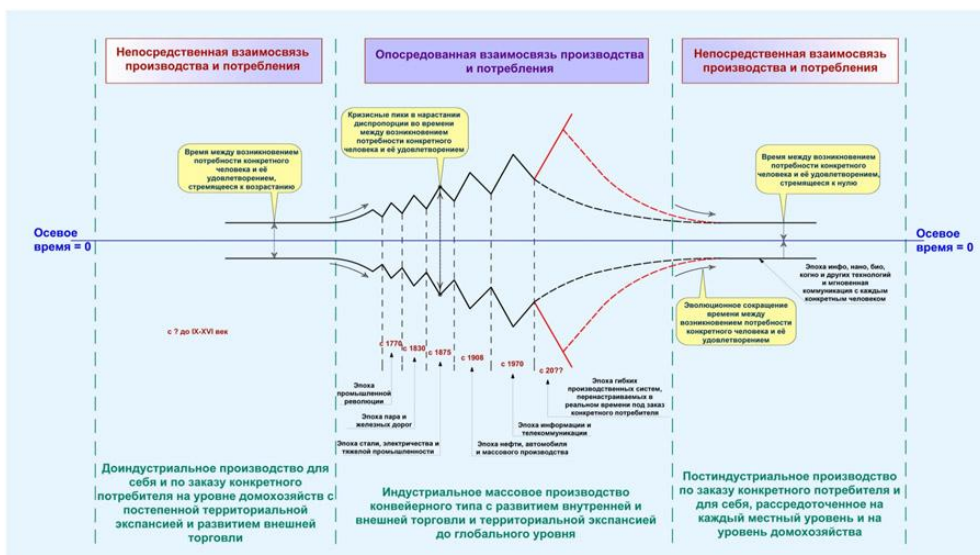 Непосредственная взаимосвязь
производства и потребления
Опосредованная взаимосвязь производства
и потребления
Непосредственная взаимосвязь
производства и потребления
Кризисные пики в нарастании
диспропорции во времени
между возникновением
потребности конкретного
человека и её удовлетворением
Время между возникновением
потребности конкретного
человека и её
удовлетворением,
стремящееся к возрастанию
Время между возникновением
потребности конкретного
человека и её удовлетворением,
стремящееся к нулю
Осевое
время = 0
Осевое
время = 0
Эпоха инфо, нано, био,
когно и других технологий
и мгновенная
коммуникация с каждым
конкретным человеком
Эволюционное сокращение
времени между
возникновением потребности
конкретного человека и её
удовлетворением
с ? до IX-XVI век
с 1770
с 1830
с 1875
с 1908
с 1970
с 20??
Эпоха
промышленной
революции
Эпоха пара и
железных дорог
Эпоха стали, электричества и
тяжелой промышленности
Эпоха нефти, автомобиля
и массового производства
Эпоха информации и
телекоммуникации
Эпоха гибких
производственных систем,
перенастраиваемых в
реальном времени под заказ
конкретного потребителя
Доиндустриальное производство для
себя и по заказу конкретного
потребителя на уровне домохозяйств с
постепенной территориальной
экспансией и развитием внешней
торговли
Индустриальное массовое производство
конвейерного типа с развитием внутренней и
внешней торговли и территориальной экспансией
до глобального уровня
Постиндустриальное производство
по заказу конкретного потребителя и
для себя, рассредоточенное на
каждый местный уровень и на
уровень домохозяйства